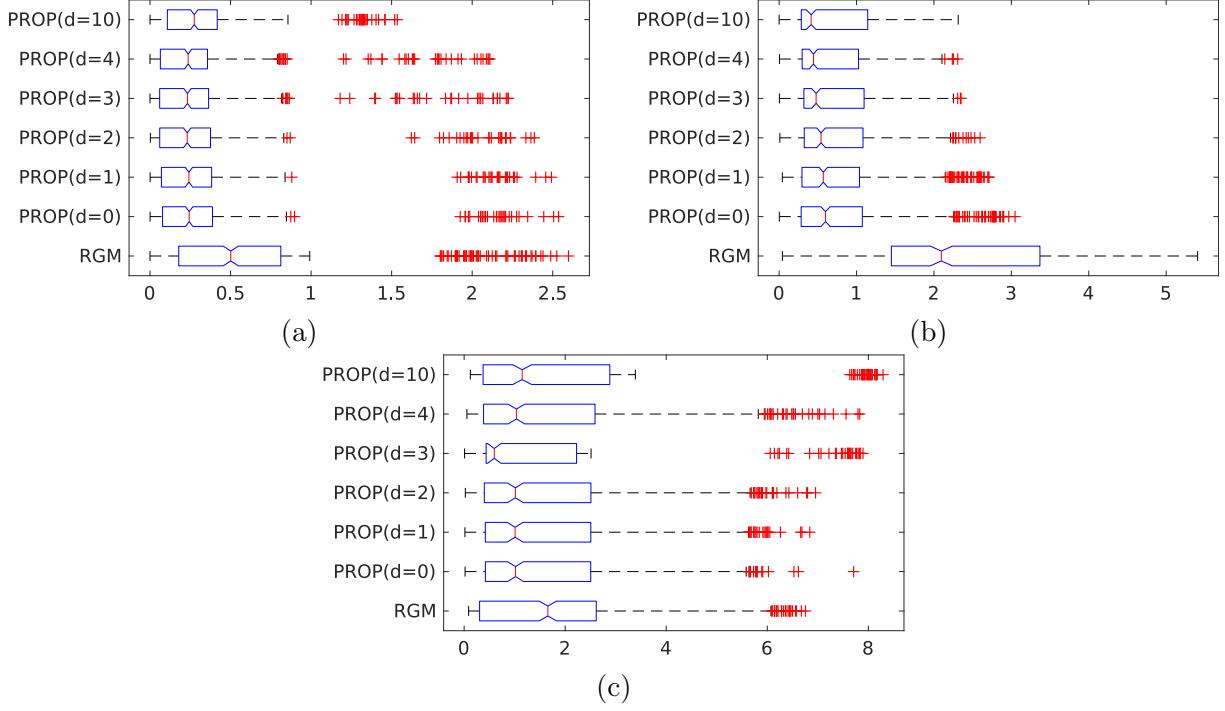 PROP(d=10)
PROP(d=4)
PROP(d=3)
PROP(d=2)
PROP(d=1)
PROP(d=0)
RGM
0 0.5 1 1.5 2 2.5
(a)
PROP(d=10)
PROP(d=4)
PROP(d=3)
PROP(d=2)
PROP(d=1)
PROP(d=0)
RGM
0 1 2 3 4 5
(b)
PROP(d=10)
PROP(d=4)
PROP(d=3)
PROP(d=2)
PROP(d=1)
PROP(d=0)
RGM
0 2 4 6 8
(c)